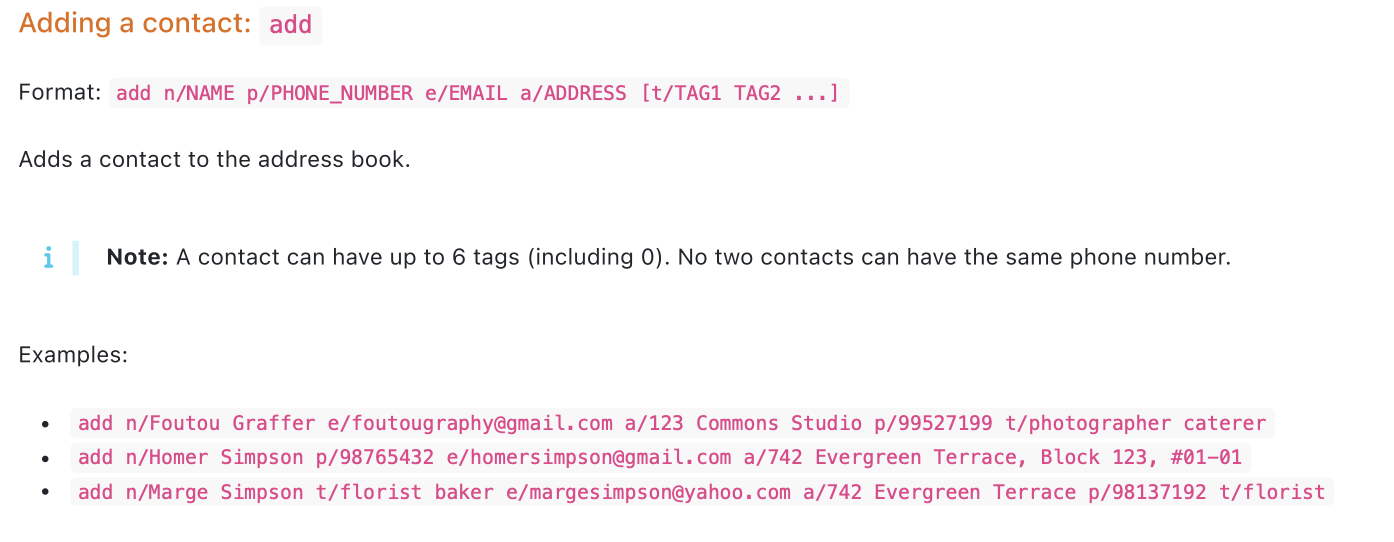 Adding a contact: add
Format: add n/NAME p/PHONE_NUMBER e/EMAIL a/ADDRESS [t/TAG1 TAG2 ...]
Adds a contact to the address book.
i Note: A contact can have up to 6 tags (including 0). No two contacts can have the same phone number.
Examples:
• add n/Foutou Graffer e/foutougraphy@gmail.com a/123 Commons Studio p/99527199 t/photographer caterer
• add n/Homer Simpson p/98765432 e/homersimpson@gmail.com a/742 Evergreen Terrace, Block 123, #01-01
• add n/Marge Simpson t/florist baker e/margesimpson@yahoo.com a/742 Evergreen Terrace p/98137192 t/florist